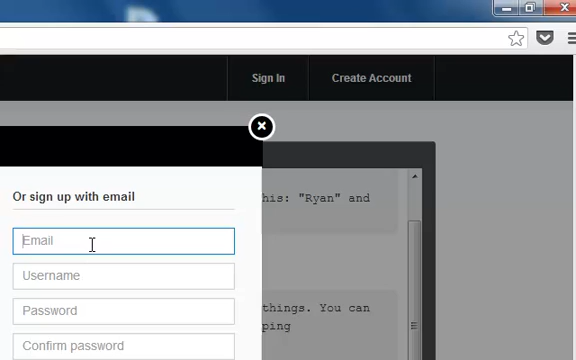 Sign In
Create Account
Or sign up with email
Email
Username
Password
Confirm password
his: "Ryan" and
things. You can
ping